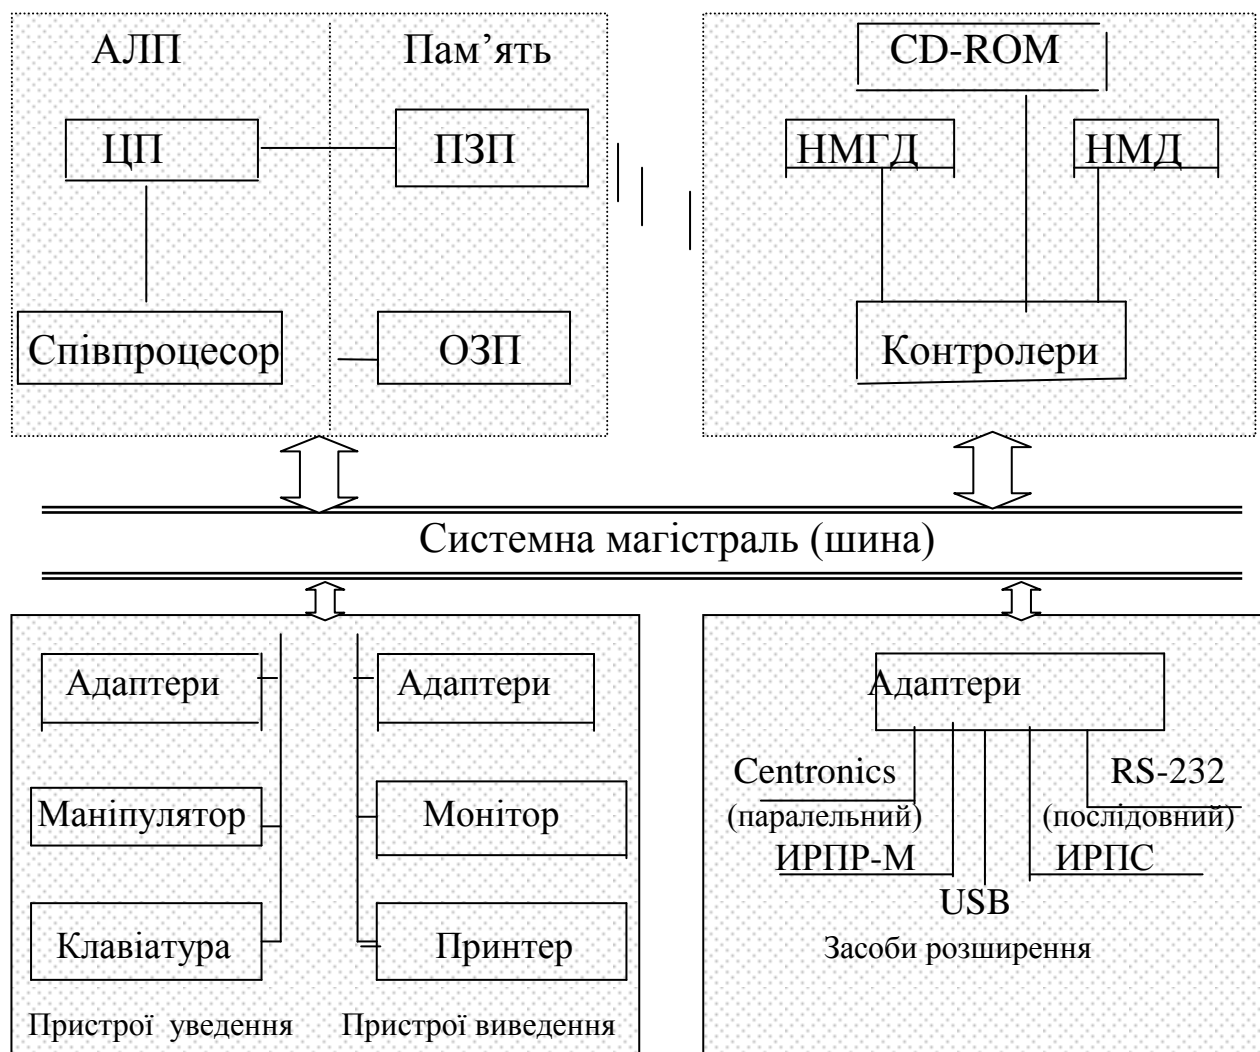 АЛП
Пам’ять
ЦП
ПЗП
Співпроцесор
ОЗП
CD-ROM
НМГД
НМД
Контролери
Системна магістраль (шина)
Адаптери
Адаптери
Маніпулятор
Монітор
Клавіатура
Принтер
Пристрої уведення
Пристрої виведення
Адаптери
Centronics
RS-232
(паралельний)
(послідовний)
ИРПР-М
ИРПС
USB
Засоби розширення